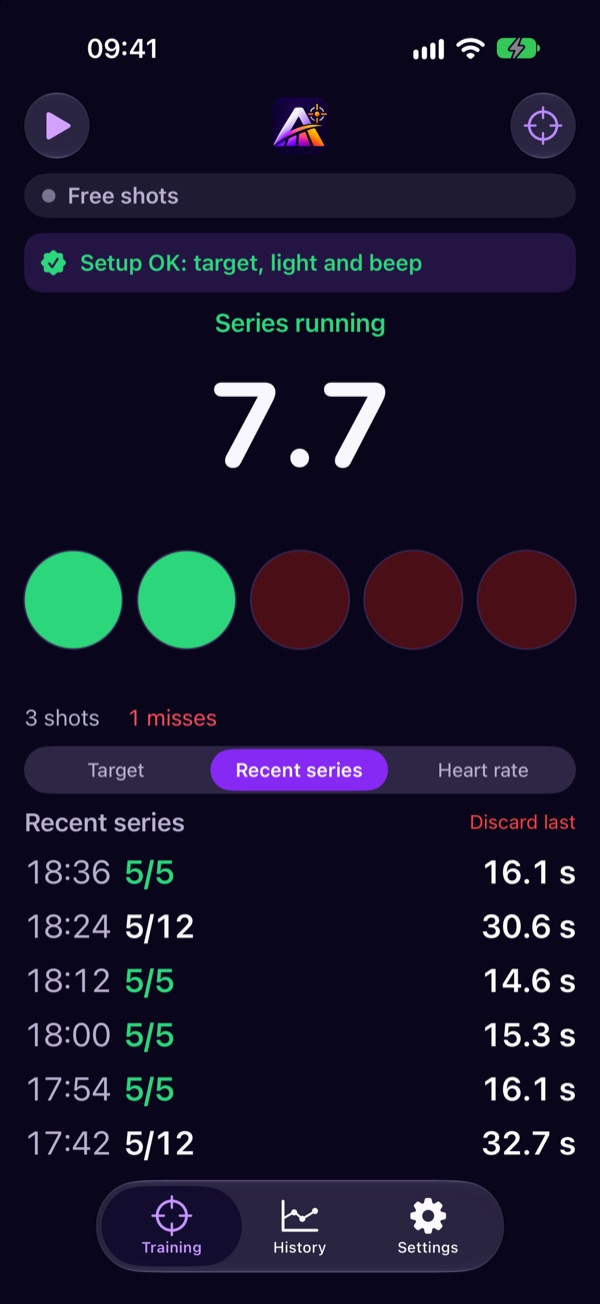 09:41
Free shots
Setup OK: target, light and beep
Series running
7.7
3 shots 1 misses
Target Recent series Heart rate
Recent series Discard last
18:36 5/5 16.1 s
18:24 5/12 30.6 s
18:12 5/5 14.6 s
18:00 5/5 15.3 s
17:54 5/5 16.1 s
17:42 5/12 32.7 s
Training History Settings